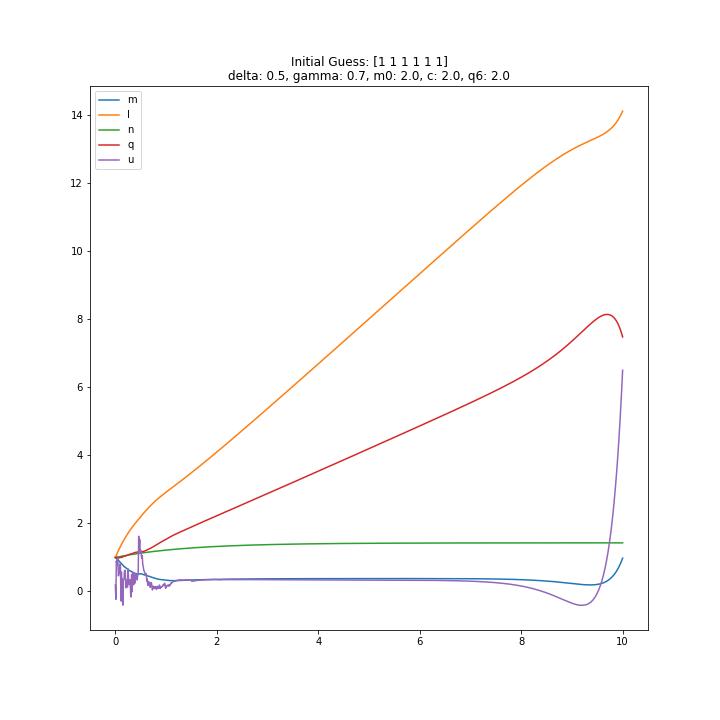 Initial Guess: [1 1 1 1 1 1]
delta: 0.5, gamma: 0.7, m0: 2.0, c: 2.0, q6: 2.0
m
l
n
q
u
14
12
10
8
6
4
2
0
0 2 4 6 8 10